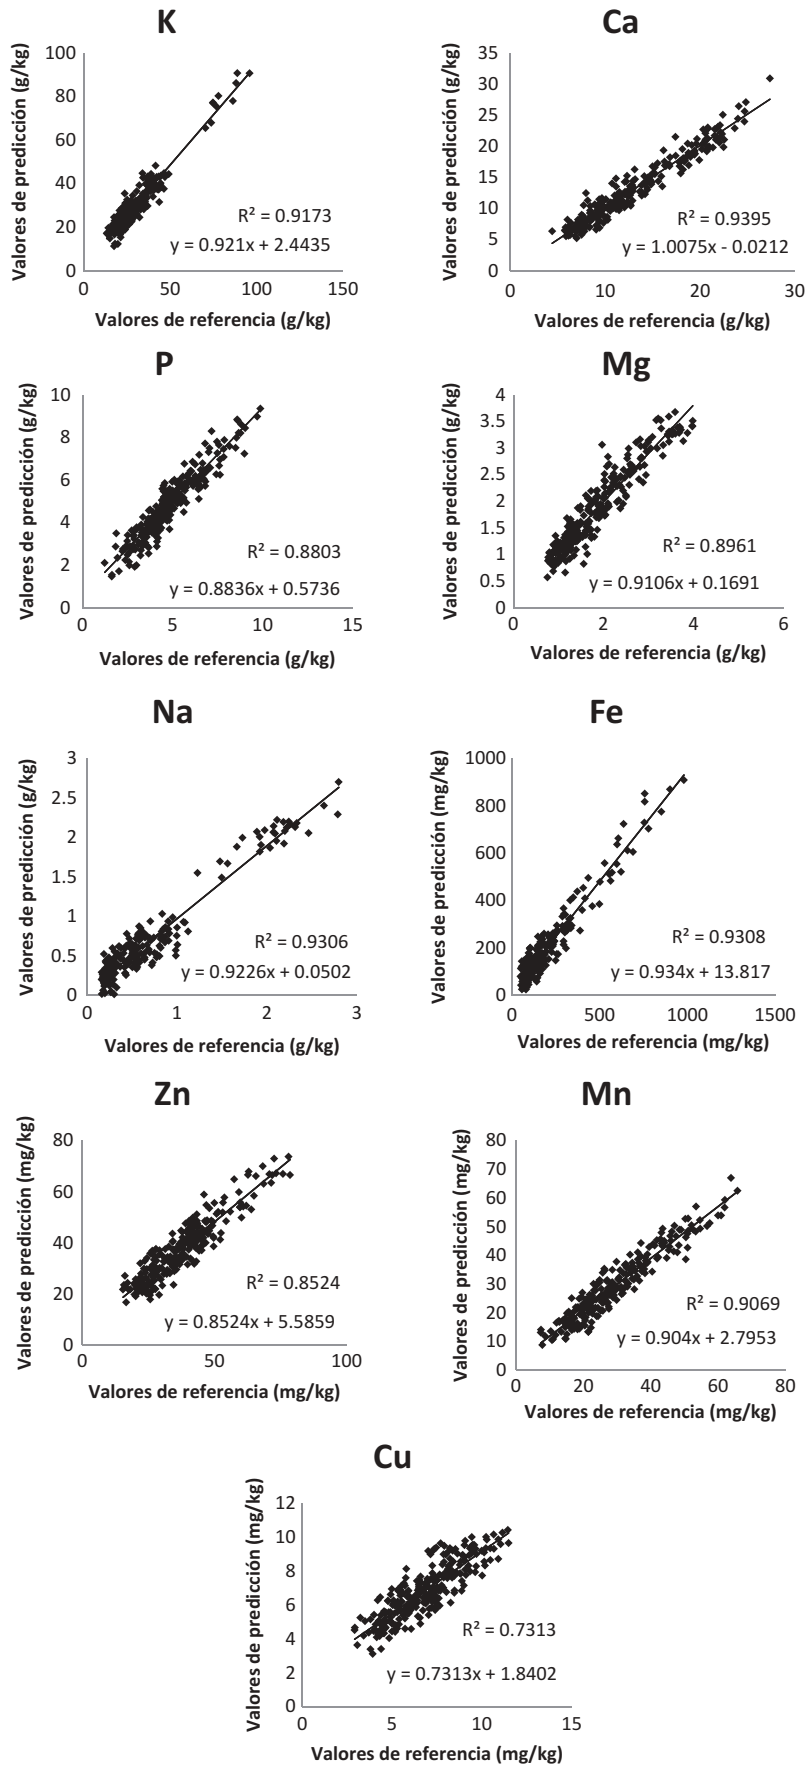 K
Valores de predicción (g/kg)
100
80
60
40
20
0
R² = 0.9173
y = 0.921x + 2.4435
0 50 100 150
Valores de referencia (g/kg)
Ca
Valores de predicción (g/kg)
35
30
25
20
15
10
5
0
R² = 0.9395
y = 1.0075x - 0.0212
0 10 20 30
Valores de referencia (g/kg)
P
Valores de predicción (g/kg)
10
8
6
4
2
0
R² = 0.8803
y = 0.8836x + 0.5736
0 5 10 15
Valores de referencia (g/kg)
Mg
Valores de predicción (g/kg)
4
3.5
3
2.5
2
1.5
1
0.5
0
R² = 0.8961
y = 0.9106x + 0.1691
0 2 4 6
Valores de referencia (g/kg)
Na
Valores de predicción (g/kg)
3
2.5
2
1.5
1
0.5
0
R² = 0.9306
y = 0.9226x + 0.0502
0 1 2 3
Valores de referencia (g/kg)
Fe
Valores de predicción (mg/kg)
1000
800
600
400
200
0
R² = 0.9308
y = 0.934x + 13.817
0 500 1000 1500
Valores de referencia (mg/kg)
Zn
Valores de predicción (mg/kg)
80
60
40
20
0
R² = 0.8524
y = 0.8524x + 5.5859
0 50 100
Valores de referencia (mg/kg)
Mn
Valores de predicción (mg/kg)
80
70
60
50
40
30
20
10
0
R² = 0.9069
y = 0.904x + 2.7953
0 20 40 60 80
Valores de referencia (mg/kg)
Cu
Valores de predicción (mg/kg)
12
10
8
6
4
2
0
R² = 0.7313
y = 0.7313x + 1.8402
0 5 10 15
Valores de referencia (mg/kg)